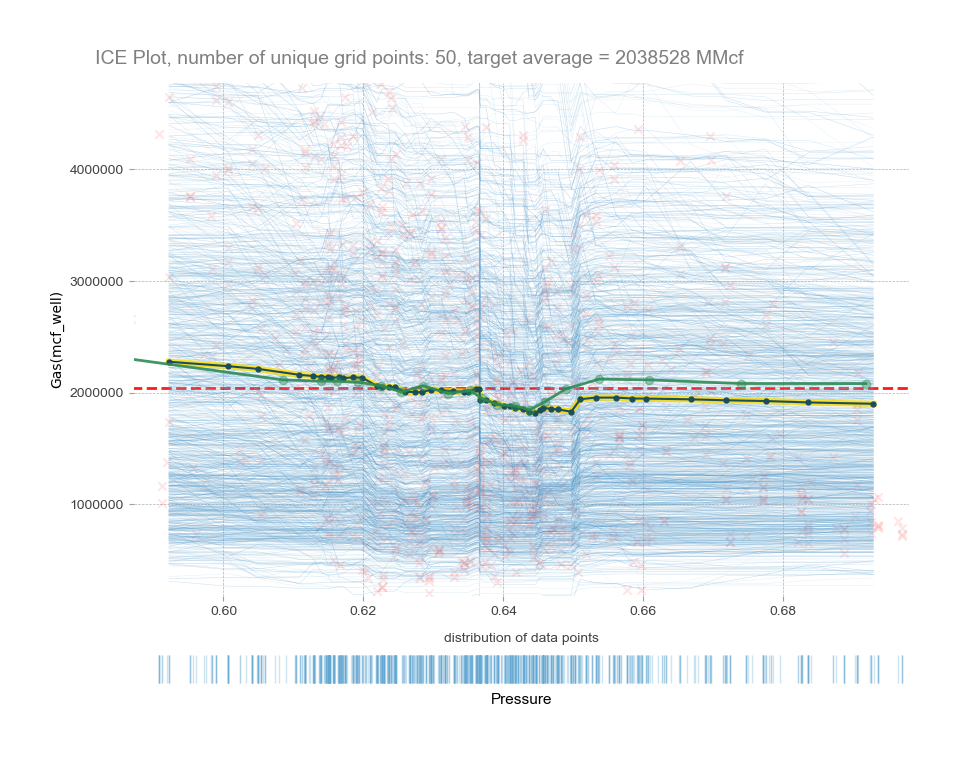 ICE Plot, number of unique grid points: 50, target average = 2038528 MMcf
Gas(mcf_well)
4000000
3000000
2000000
1000000
0.60 0.62 0.64 0.66 0.68
distribution of data points
Pressure